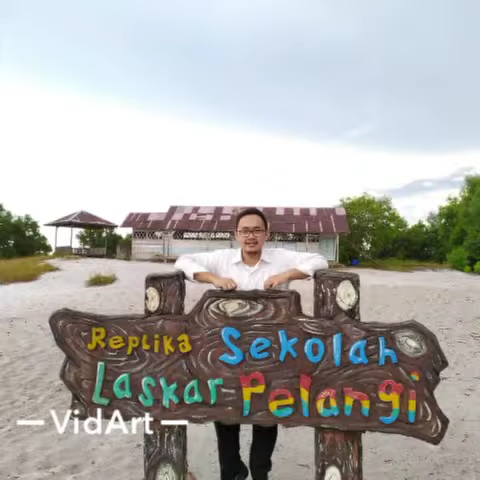 Replika Sekolah
Laskar Pelangi
— VidArt —